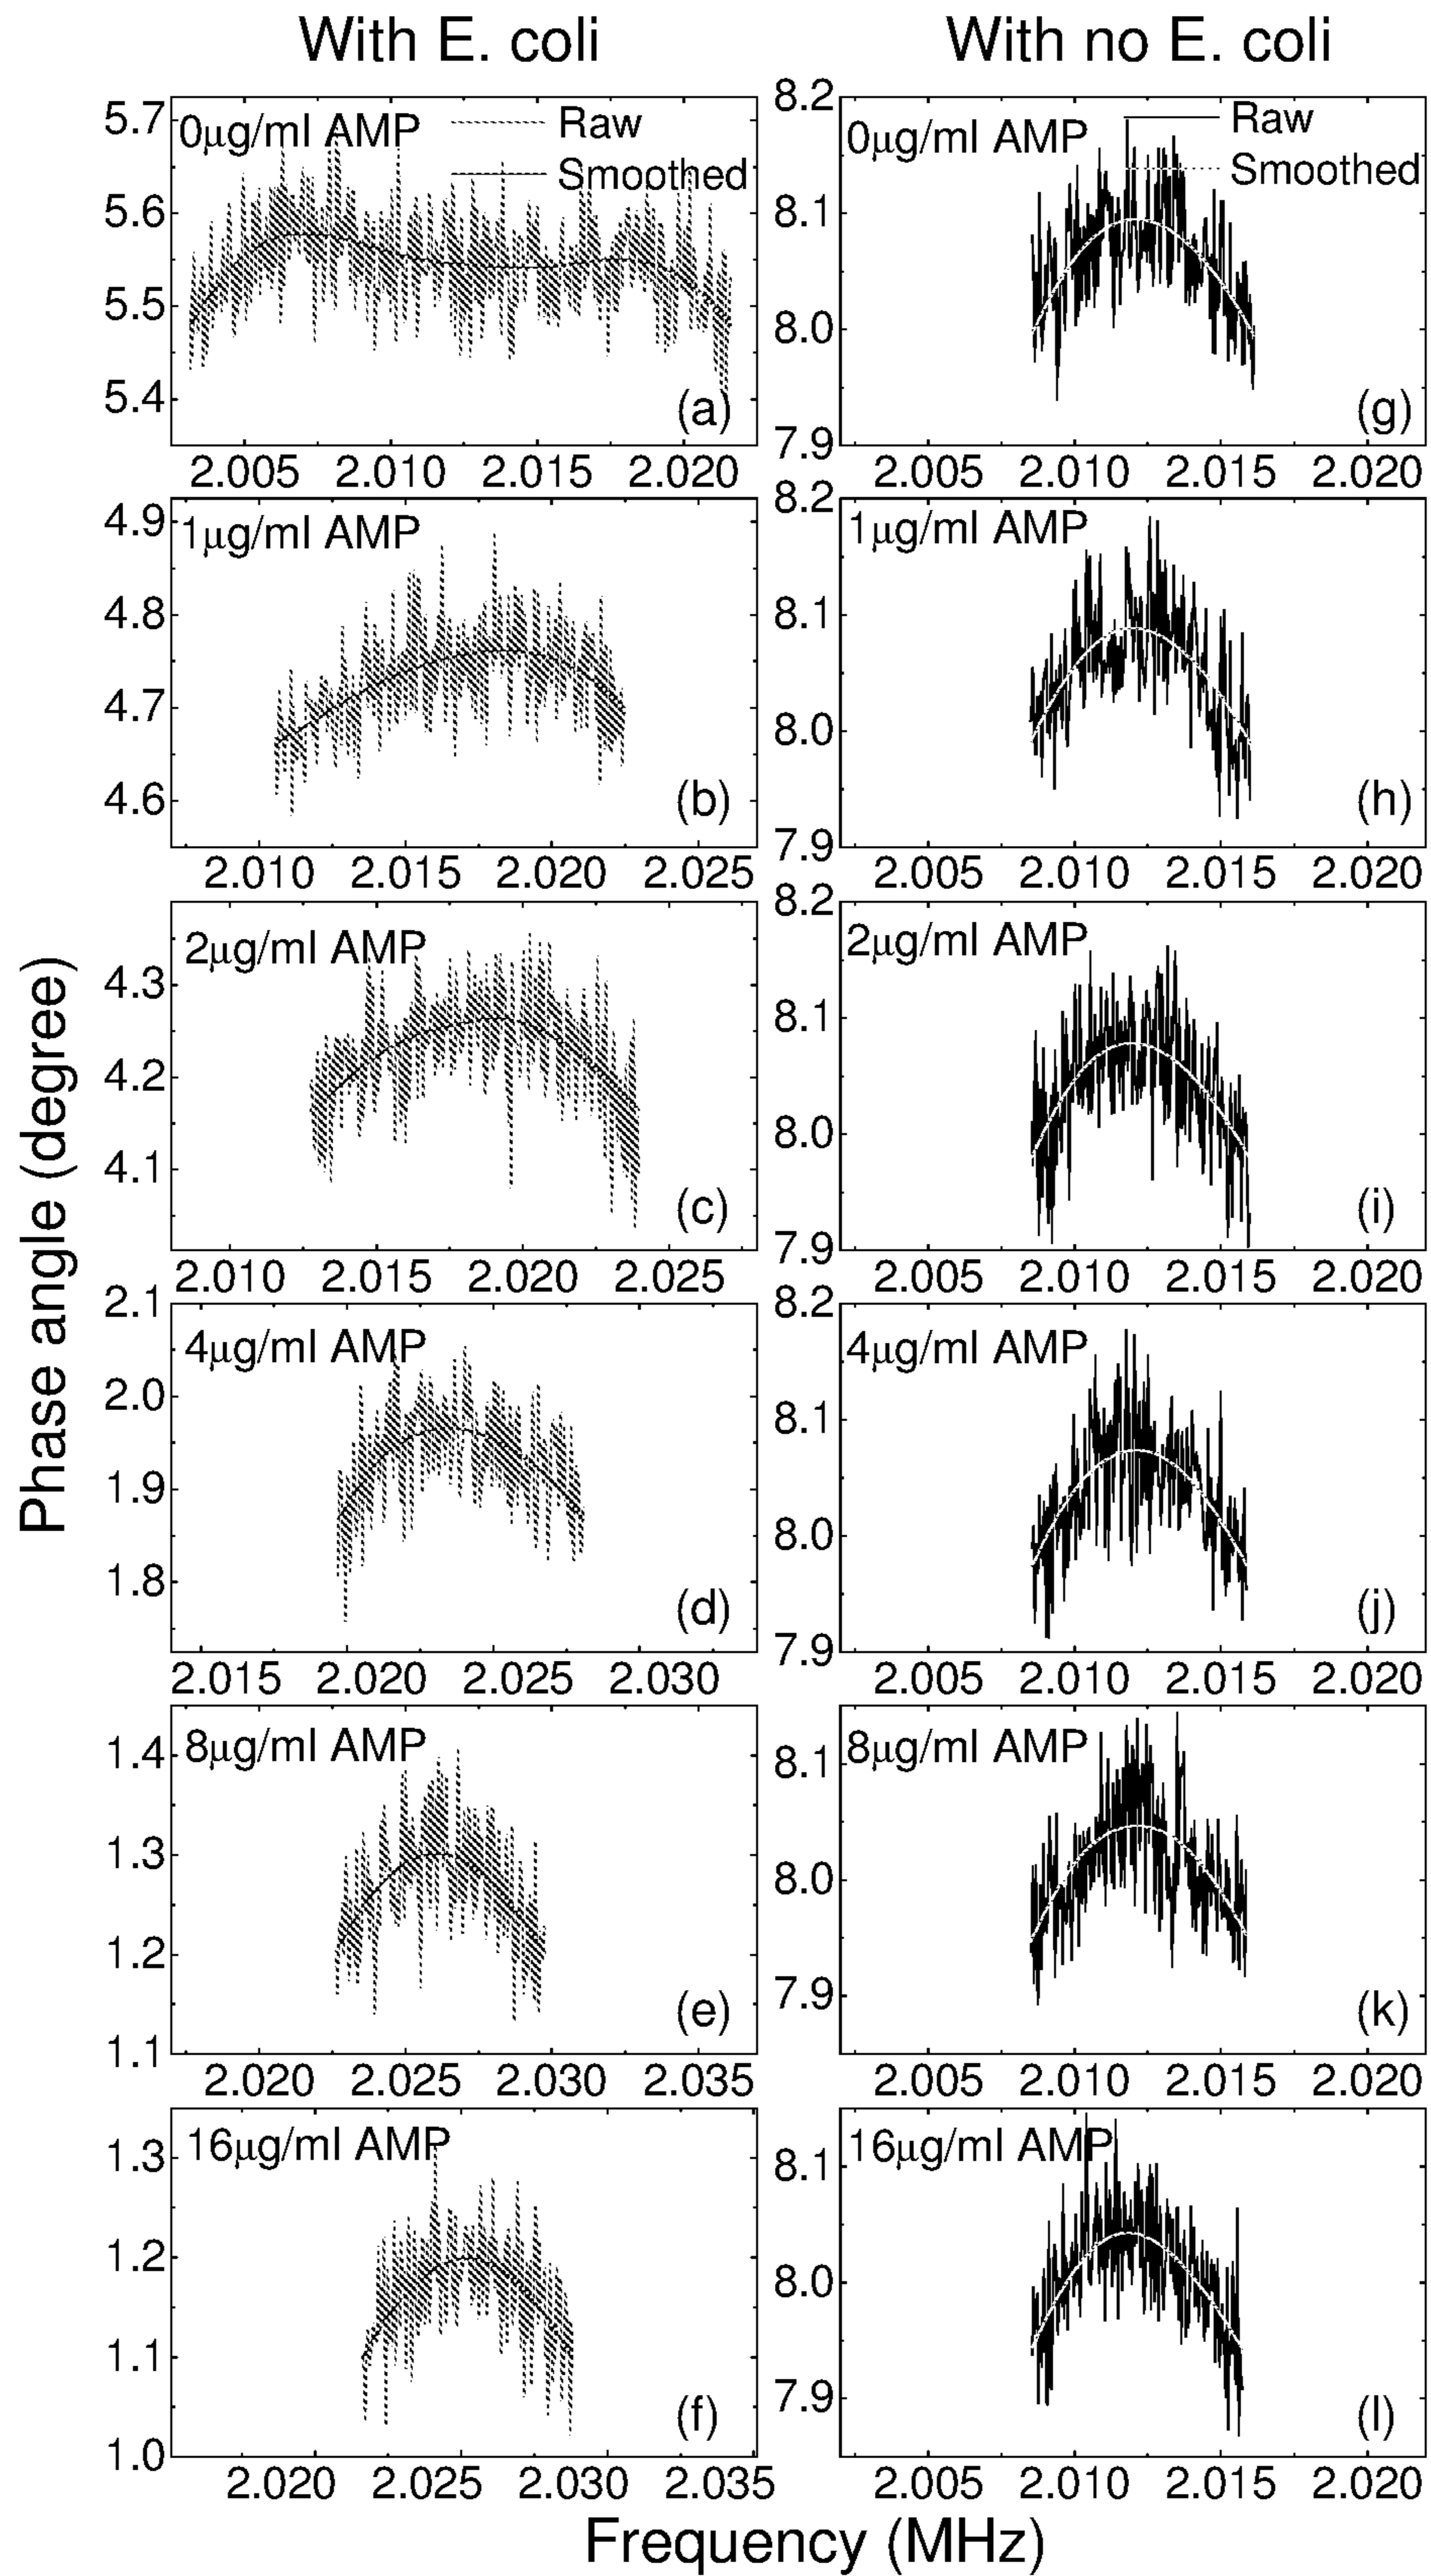 With E. coli
With no E. coli
Phase angle (degree)
5.7
5.6
5.5
5.4
0μg/ml AMP
Raw
Smoothed
(a)
2.005 2.010 2.015 2.020
8.2
8.1
8.0
7.9
0μg/ml AMP
Raw
Smoothed
(g)
2.005 2.010 2.015 2.020
4.9
4.8
4.7
4.6
1μg/ml AMP
(b)
2.010 2.015 2.020 2.025
8.2
8.1
8.0
7.9
1μg/ml AMP
(h)
2.005 2.010 2.015 2.020
4.3
4.2
4.1
2μg/ml AMP
(c)
2.010 2.015 2.020 2.025
8.2
8.1
8.0
7.9
2μg/ml AMP
(i)
2.005 2.010 2.015 2.020
2.1
2.0
1.9
1.8
4μg/ml AMP
(d)
2.015 2.020 2.025 2.030
8.2
8.1
8.0
7.9
4μg/ml AMP
(j)
2.005 2.010 2.015 2.020
1.4
1.3
1.2
1.1
8μg/ml AMP
(e)
2.020 2.025 2.030 2.035
8.1
8.0
7.9
8μg/ml AMP
(k)
2.005 2.010 2.015 2.020
1.3
1.2
1.1
1.0
16μg/ml AMP
(f)
2.020 2.025 2.030 2.035
8.1
8.0
7.9
16μg/ml AMP
(l)
2.005 2.010 2.015 2.020
Frequency (MHz)